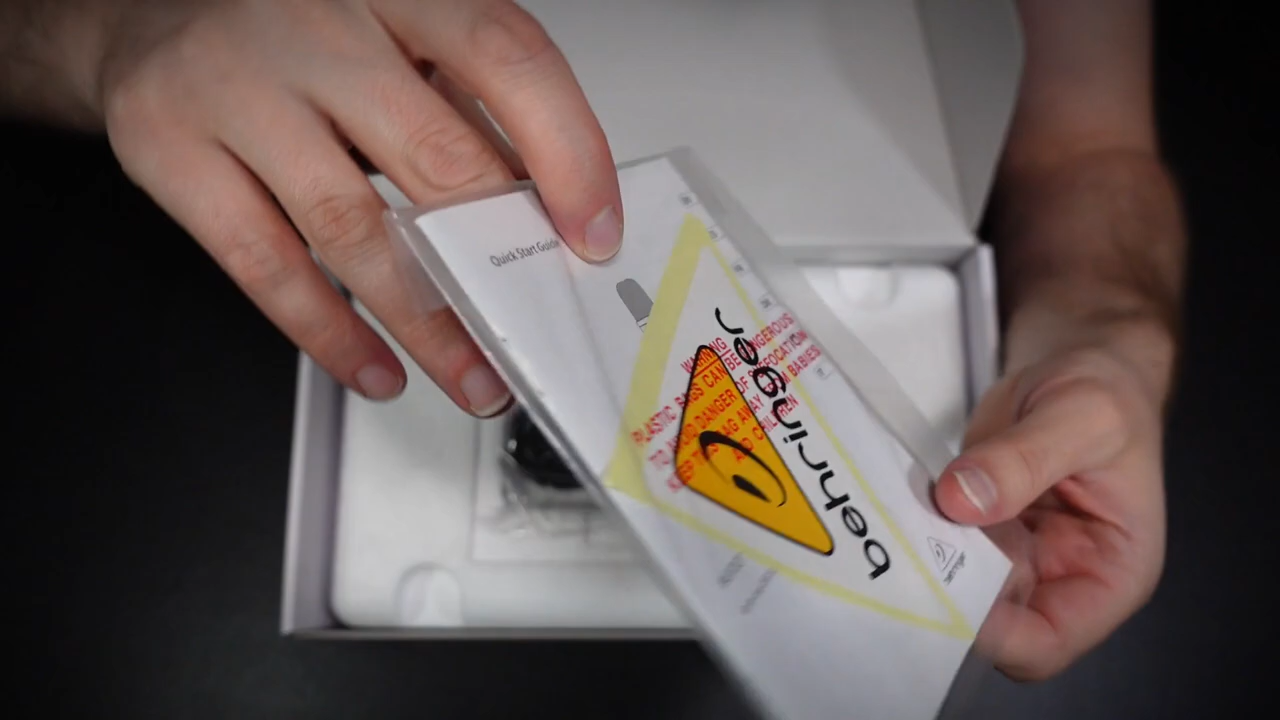 Quick Start Guide
WARNING
PLASTIC BAGS CAN BE DANGEROUS
TO AVOID DANGER OF SUFFOCATION
KEEP THIS BAG AWAY FROM BABIES
AND CHILDREN
behringer
behringer